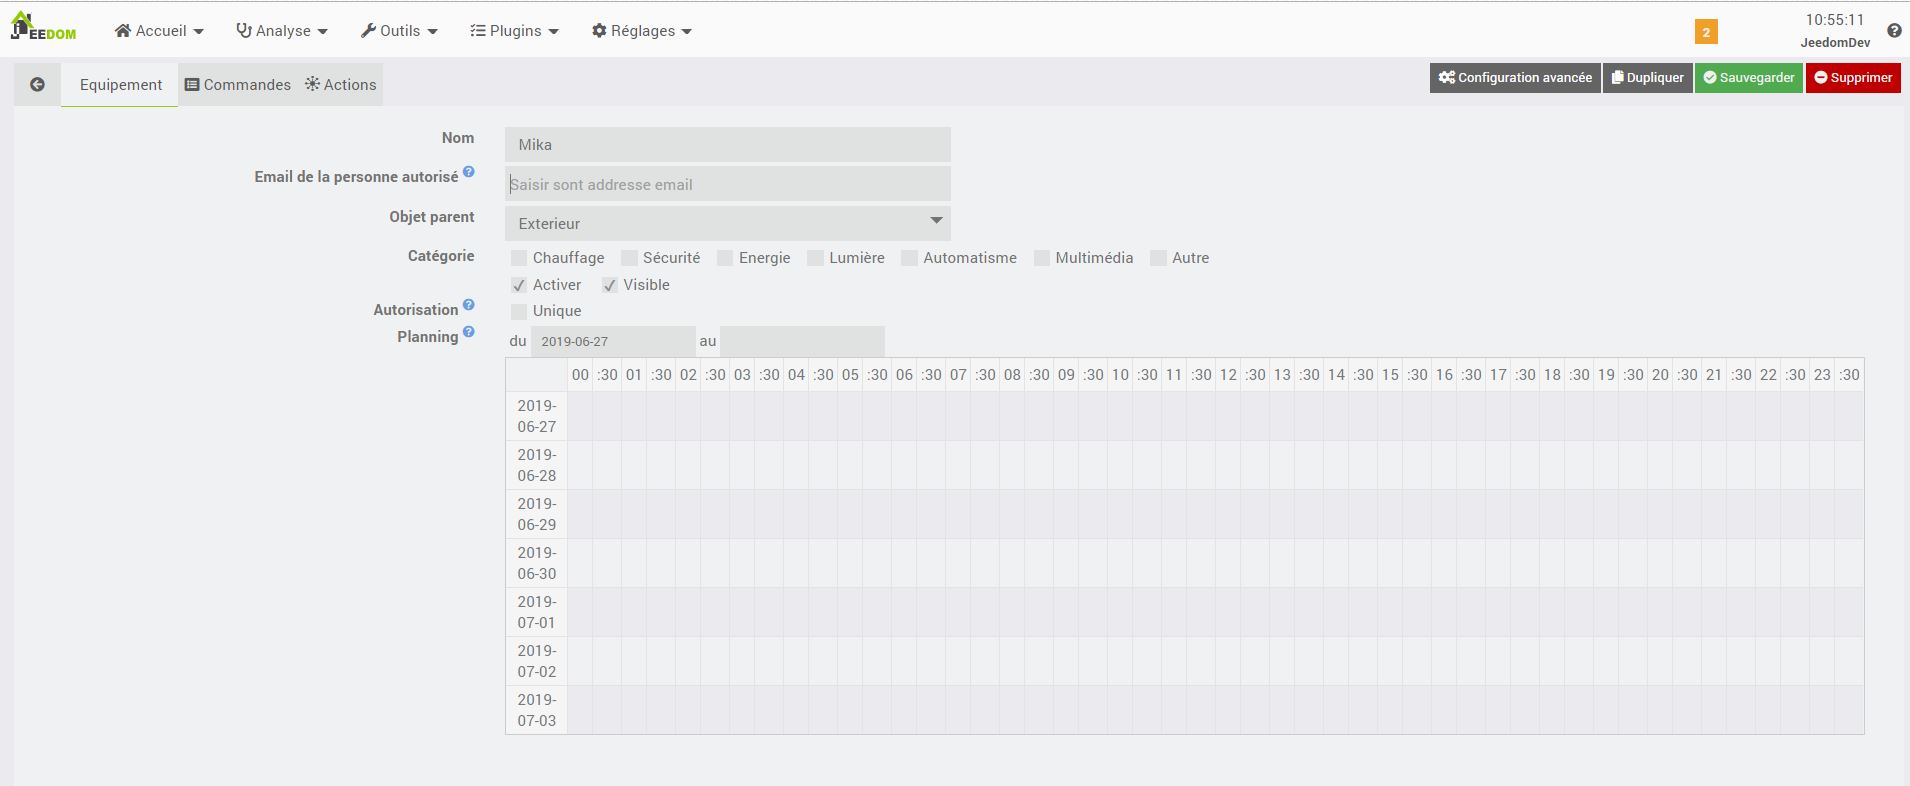 JEEDOM Accueil Analyse Outils Plugins Réglages 2 10:55:11
JeedomDev
Equipement Commandes Actions Configuration avancée Dupliquer Sauvegarder Supprimer
Nom Mika
Email de la personne autorisé Saisir sont addresse email
Objet parent Exterieur
Catégorie Chauffage Sécurité Energie Lumière Automatisme Multimédia Autre
Activer Visible
Autorisation Unique
Planning du 2019-06-27 au
00 :30 01 :30 02 :30 03 :30 04 :30 05 :30 06 :30 07 :30 08 :30 09 :30 10 :30 11 :30 12 :30 13 :30 14 :30 15 :30 16 :30 17 :30 18 :30 19 :30 20 :30 21 :30 22 :30 23 :30
2019-
06-27
2019-
06-28
2019-
06-29
2019-
06-30
2019-
07-01
2019-
07-02
2019-
07-03